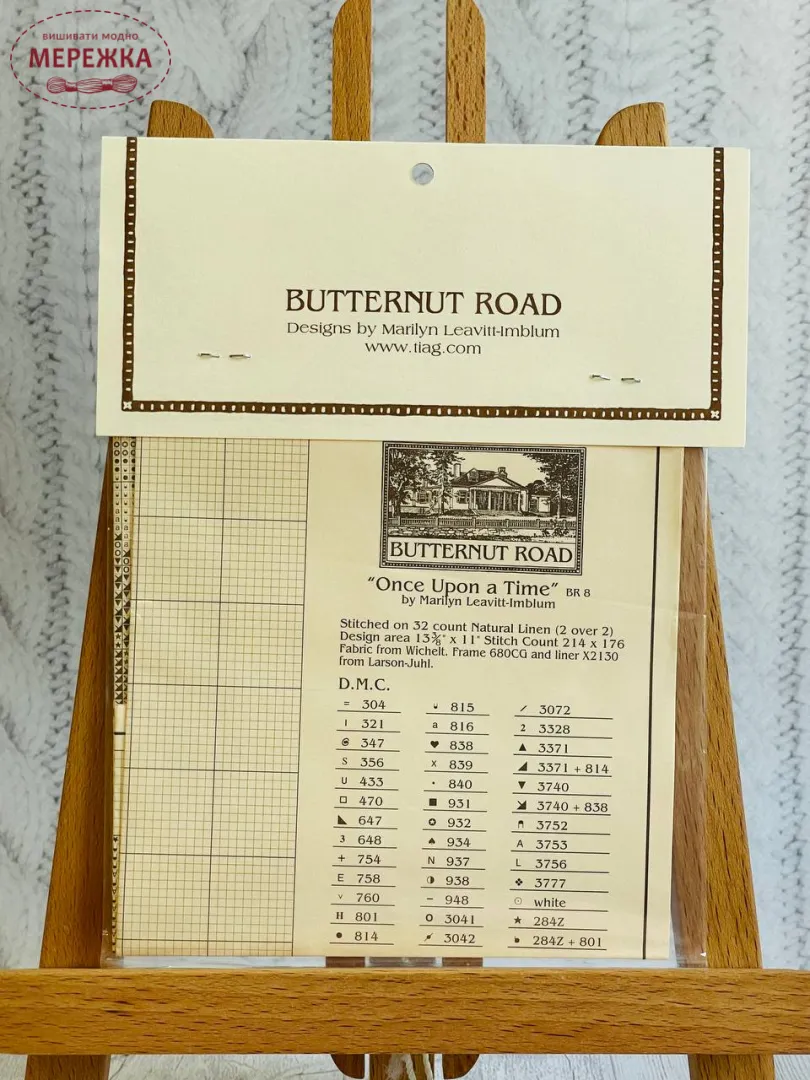 вишивати модно
МЕРЕЖКА
BUTTERNUT ROAD
Designs by Marilyn Leavitt-Imblum
www.tiag.com
BUTTERNUT ROAD
"Once Upon a Time" BR 8
by Marilyn Leavitt-Imblum
Stitched on 32 count Natural Linen (2 over 2)
Design area 13⅜" x 11" Stitch Count 214 x 176
Fabric from Wichelt. Frame 680CG and liner X2130
from Larson-Juhl.
D.M.C.
= 304
I 321
@ 347
S 356
U 433
□ 470
◣ 647
3 648
+ 754
E 758
v 760
H 801
● 814
815
a 816
♥ 838
x 839
· 840
■ 931
✪ 932
♠ 934
N 937
◑ 938
– 948
O 3041
3042
/ 3072
2 3328
▲ 3371
◢ 3371 + 814
▼ 3740
3740 + 838
3752
A 3753
L 3756
❖ 3777
⊙ white
★ 284Z
284Z + 801